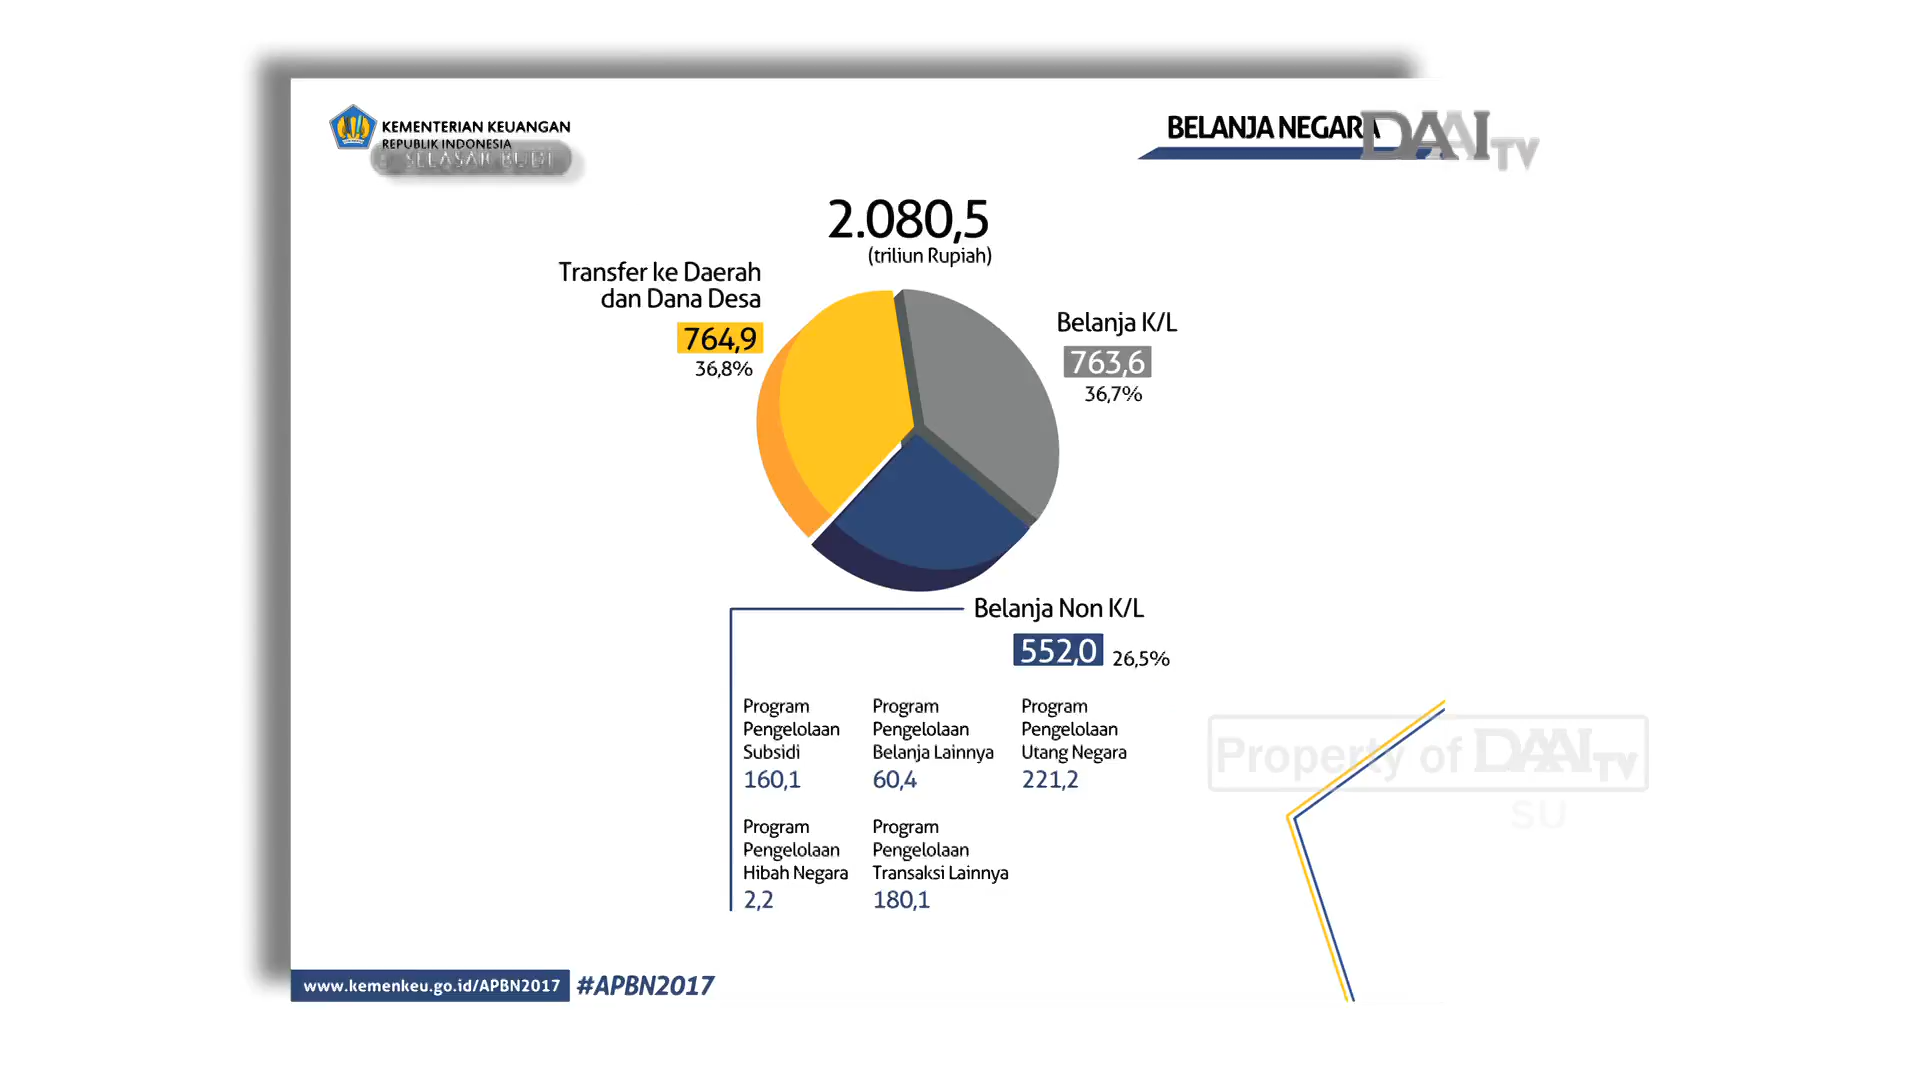 KEMENTERIAN KEUANGAN
REPUBLIK INDONESIA
SELASAR BUDI
BELANJA NEGARA
DAAI TV
2.080,5
(triliun Rupiah)
Transfer ke Daerah
dan Dana Desa
764,9
36,8%
Belanja K/L
763,6
36,7%
Belanja Non K/L
552,0 26,5%
Program
Pengelolaan
Subsidi
160,1
Program
Pengelolaan
Belanja Lainnya
60,4
Program
Pengelolaan
Utang Negara
221,2
Program
Pengelolaan
Hibah Negara
2,2
Program
Pengelolaan
Transaksi Lainnya
180,1
Property of DAAI TV
SU
www.kemenkeu.go.id/APBN2017 #APBN2017